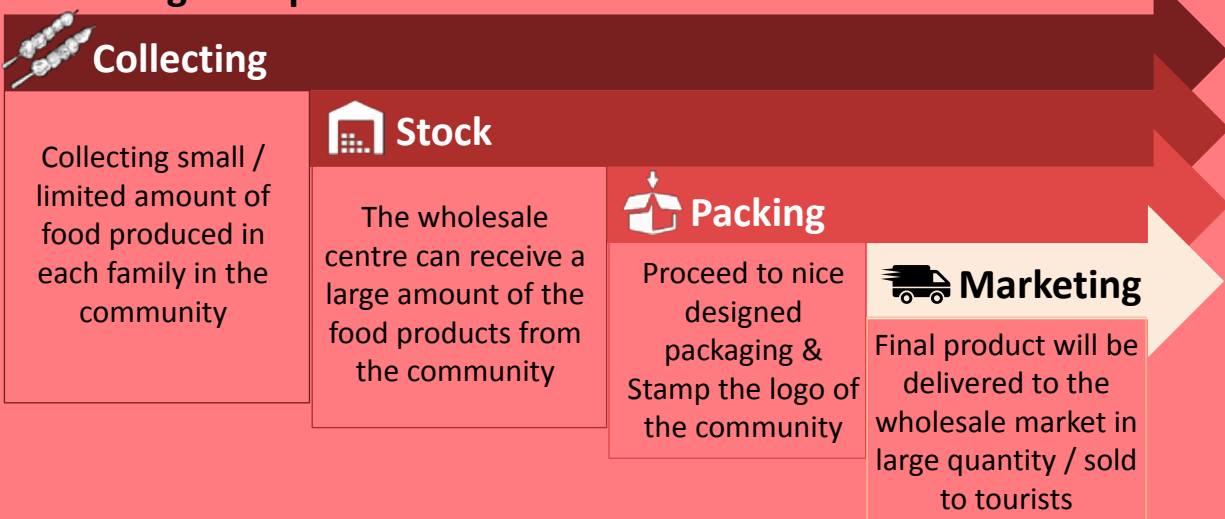 Collecting
Collecting small /
limited amount of
food produced in
each family in the
community
Stock
The wholesale
centre can receive a
large amount of the
food products from
the community
Packing
Proceed to nice
designed
packaging &
Stamp the logo of
the community
Marketing
Final product will be
delivered to the
wholesale market in
large quantity / sold
to tourists